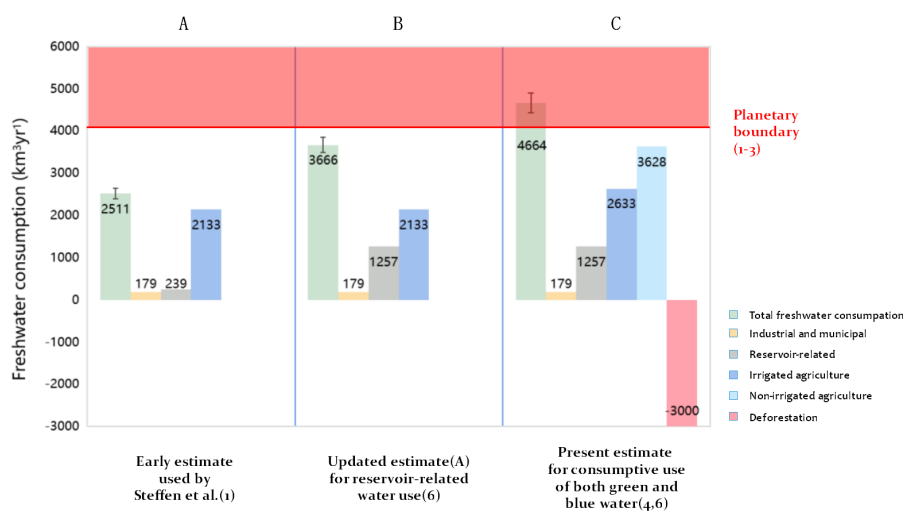 A B C
6000
5000
4000
3000
2000
1000
0
-1000
-2000
-3000
Freshwater consumption (km³yr¹)
2511
179
239
2133
3666
179
1257
2133
4664
179
1257
2633
3628
-3000
Planetary
boundary
(1-3)
Total freshwater consumpation
Industrial and municipal
Reservoir-related
Irrigated agriculture
Non-irrigated agriculture
Deforestation
Early estimate
used by
Steffen et al.(1)
Updated estimate(A)
for reservoir-related
water use(6)
Present estimate
for consumptive use
of both green and
blue water(4,6)